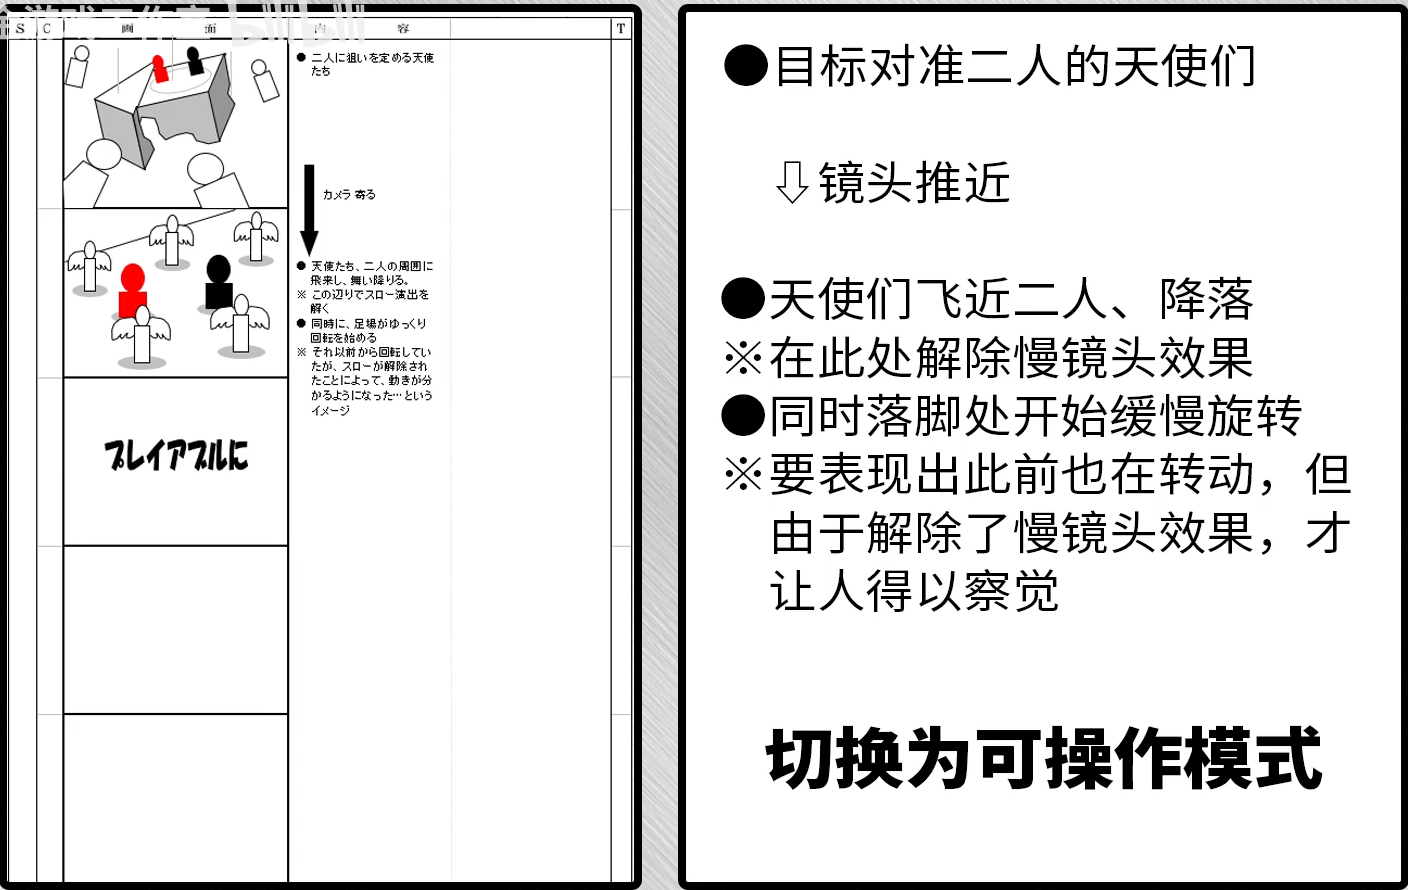 游戏工作室 bilibili
S C 画 面 内 容 T
● 二人に狙いを定める天使
たち
カメラ 寄る
● 天使たち、二人の周囲に
飛来し、舞い降りる。
※ この辺りでスロー演出を
解く
● 同時に、足場がゆっくり
回転を始める
※ それ以前から回転してい
たが、スローが解除され
たことによって、動きが分
かるようになった…という
イメージ
プレイアブルに
●目标对准二人的天使们
⇩镜头推近
●天使们飞近二人、降落
※在此处解除慢镜头效果
●同时落脚处开始缓慢旋转
※要表现出此前也在转动，但
由于解除了慢镜头效果，才
让人得以察觉
切换为可操作模式